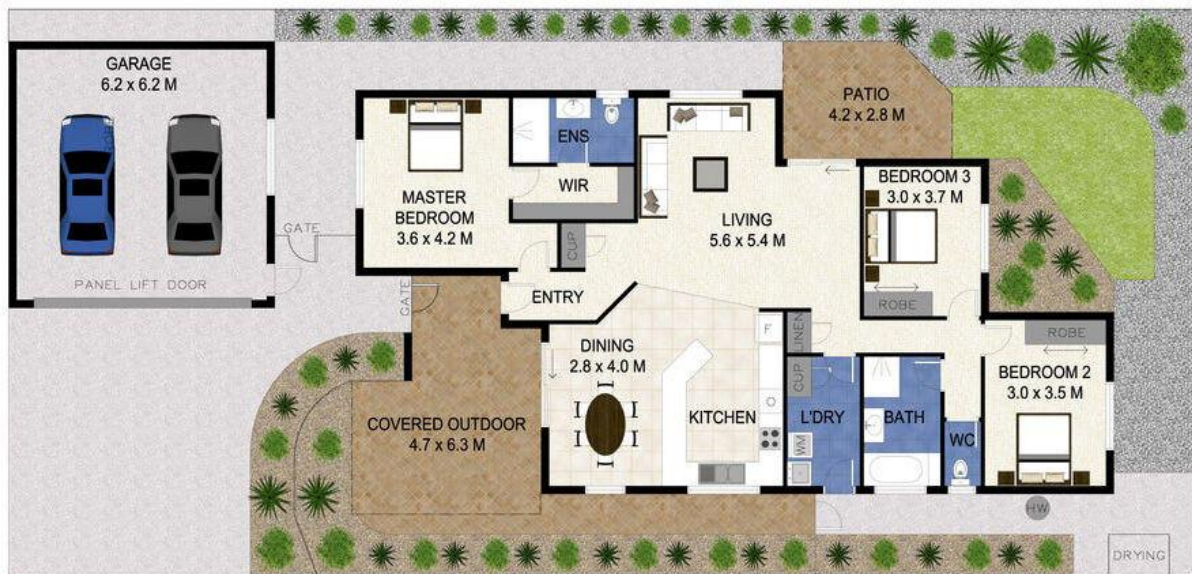 GARAGE
6.2 x 6.2 M
PANEL LIFT DOOR
GATE
GATE
MASTER
BEDROOM
3.6 x 4.2 M
ENS
WIR
CUP
ENTRY
LIVING
5.6 x 5.4 M
PATIO
4.2 x 2.8 M
BEDROOM 3
3.0 x 3.7 M
ROBE
ROBE
BEDROOM 2
3.0 x 3.5 M
DINING
2.8 x 4.0 M
KITCHEN
F
LINEN
CUP
L'DRY
WM
BATH
WC
COVERED OUTDOOR
4.7 x 6.3 M
HW
DRYING